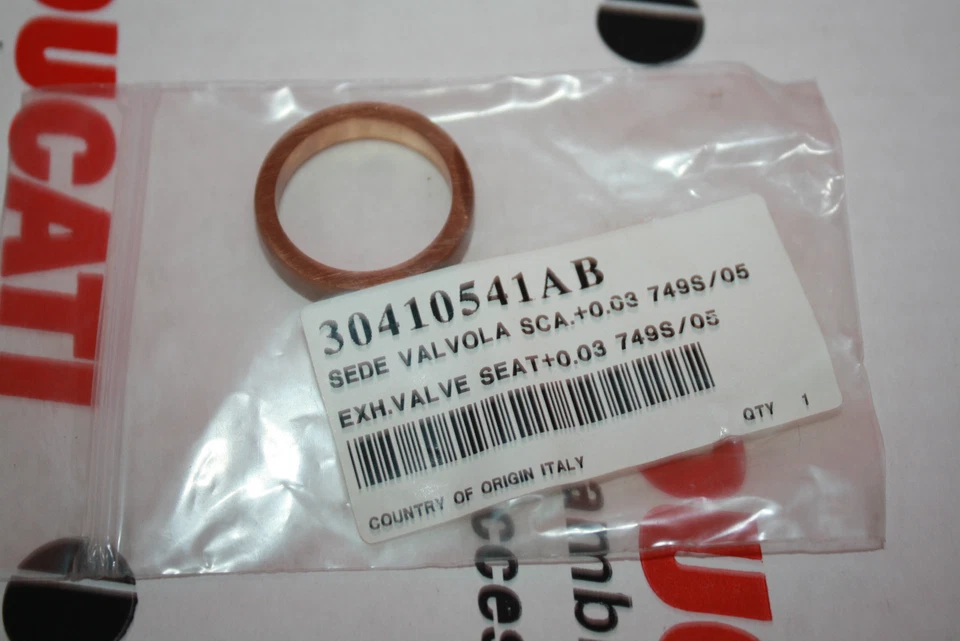 DUCATI
30410541AB
SEDE VALVOLA SCA.+0.03 749S/05
EXH.VALVE SEAT+0.03 749S/05
QTY 1
COUNTRY OF ORIGIN ITALY